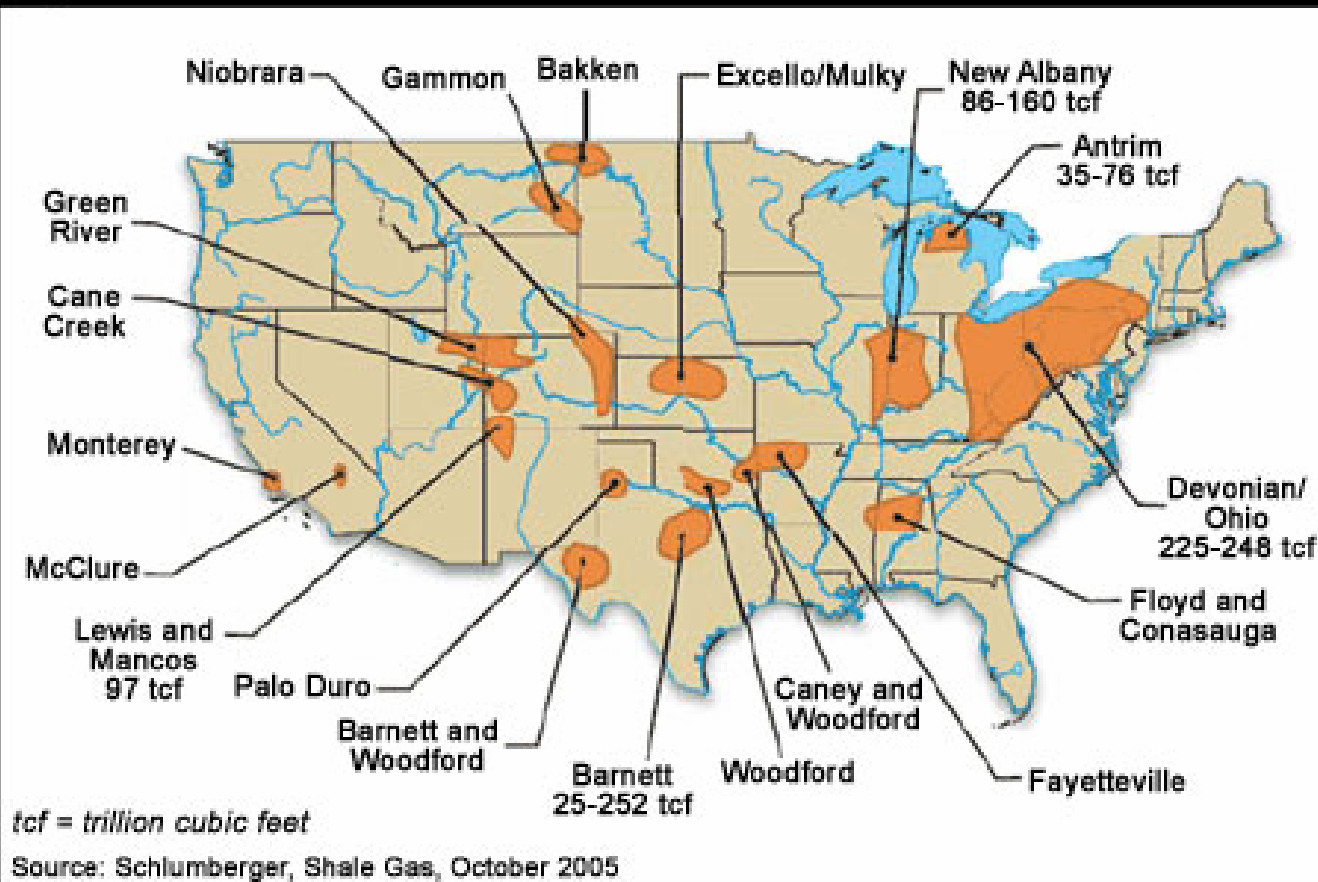 Niobrara
Gammon
Bakken
Excello/Mulky
New Albany
86-160 tcf
Antrim
35-76 tcf
Green
River
Cane
Creek
Monterey
McClure
Lewis and
Mancos
97 tcf
Palo Duro
Barnett and
Woodford
Barnett
25-252 tcf
Woodford
Caney and
Woodford
Fayetteville
Floyd and
Conasauga
Devonian/
Ohio
225-248 tcf
tcf = trillion cubic feet
Source: Schlumberger, Shale Gas, October 2005